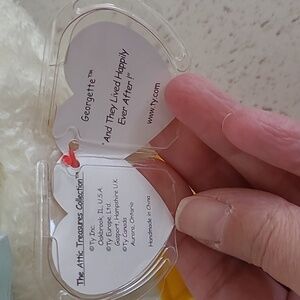 The Attic Treasures Collection™
© Ty Inc.
Oakbrook, IL. U.S.A.
© Ty Europe Ltd.
Gosport Hampshire U.K.
© Ty Canada
Aurora, Ontario
Handmade in China
Georgette™
"And They Lived Happily
Ever After!"
www.ty.com